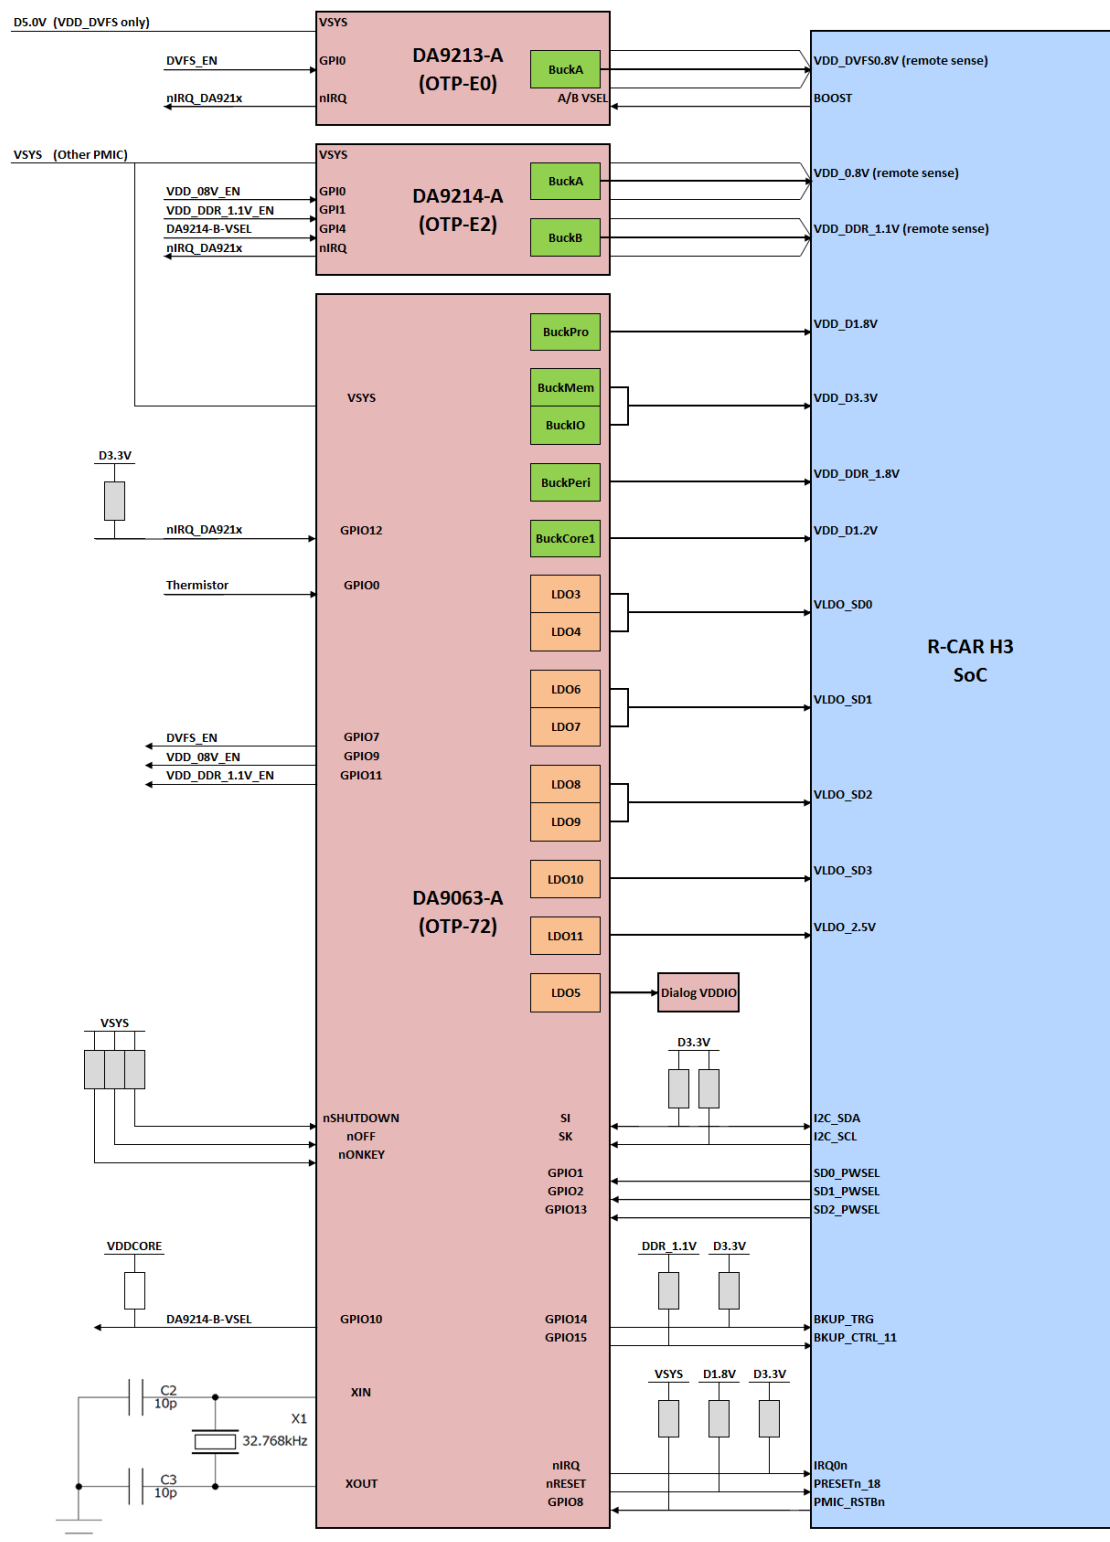 D5.0V (VDD_DVFS only)
VSYS
DVFS_EN
GPI0
nIRQ_DA921x
nIRQ
DA9213-A
(OTP-E0)
BuckA
A/B VSEL
VDD_DVFS0.8V (remote sense)
BOOST
VSYS (Other PMIC)
VSYS
VDD_08V_EN
GPI0
VDD_DDR_1.1V_EN
GPI1
DA9214-B-VSEL
GPI4
nIRQ_DA921x
nIRQ
DA9214-A
(OTP-E2)
BuckA
BuckB
VDD_0.8V (remote sense)
VDD_DDR_1.1V (remote sense)
BuckPro
VDD_D1.8V
BuckMem
BuckIO
VSYS
VDD_D3.3V
D3.3V
BuckPeri
VDD_DDR_1.8V
nIRQ_DA921x
GPIO12
BuckCore1
VDD_D1.2V
Thermistor
GPIO0
LDO3
LDO4
VLDO_SD0
R-CAR H3
SoC
LDO6
LDO7
VLDO_SD1
DVFS_EN
GPIO7
VDD_08V_EN
GPIO9
VDD_DDR_1.1V_EN
GPIO11
LDO8
LDO9
VLDO_SD2
DA9063-A
(OTP-72)
LDO10
VLDO_SD3
LDO11
VLDO_2.5V
LDO5
Dialog VDDIO
VSYS
D3.3V
nSHUTDOWN
nOFF
nONKEY
SI
SK
I2C_SDA
I2C_SCL
GPIO1
GPIO2
GPIO13
SD0_PWSEL
SD1_PWSEL
SD2_PWSEL
VDDCORE
DDR_1.1V
D3.3V
DA9214-B-VSEL
GPIO10
GPIO14
GPIO15
BKUP_TRG
BKUP_CTRL_11
VSYS
D1.8V
D3.3V
C2
10p
XIN
X1
32.768kHz
C3
10p
XOUT
nIRQ
nRESET
GPIO8
IRQ0n
PRESETn_18
PMIC_RSTBn